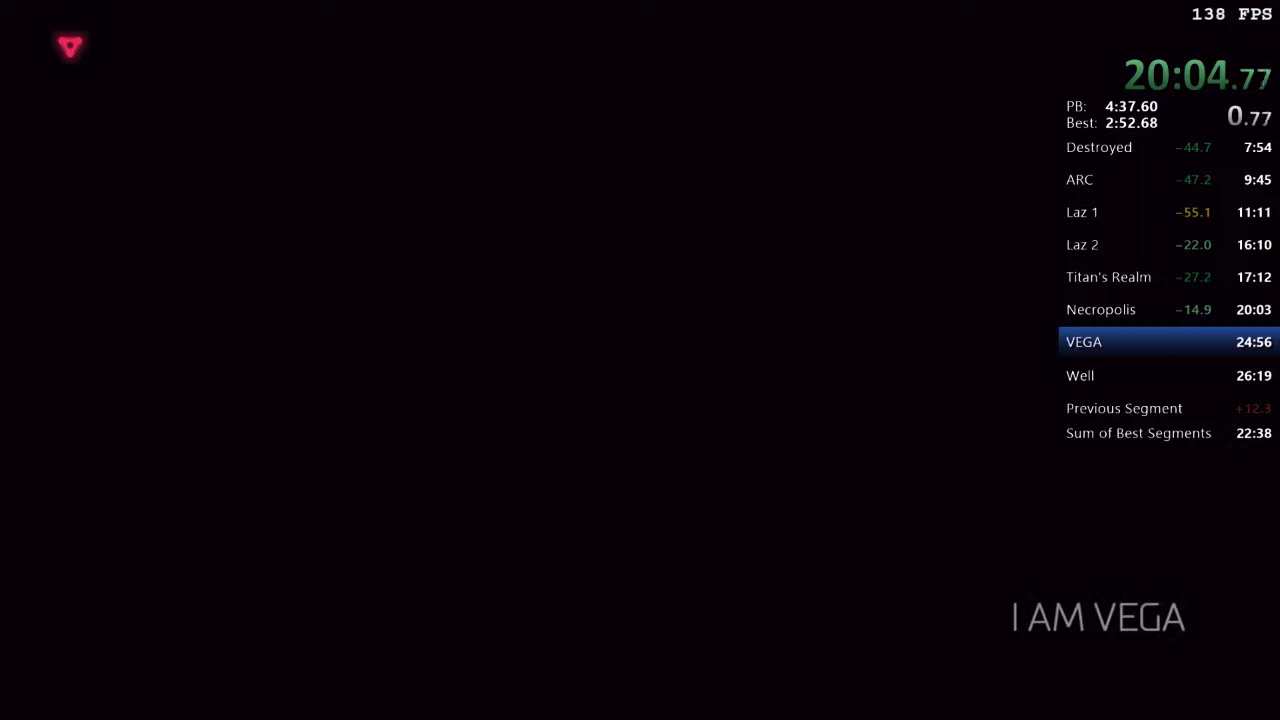 138 FPS
20:04.77
PB: 4:37.60
Best: 2:52.68
0.77
Destroyed -44.7 7:54
ARC -47.2 9:45
Laz 1 -55.1 11:11
Laz 2 -22.0 16:10
Titan's Realm -27.2 17:12
Necropolis -14.9 20:03
VEGA 24:56
Well 26:19
Previous Segment +12.3
Sum of Best Segments 22:38
I AM VEGA